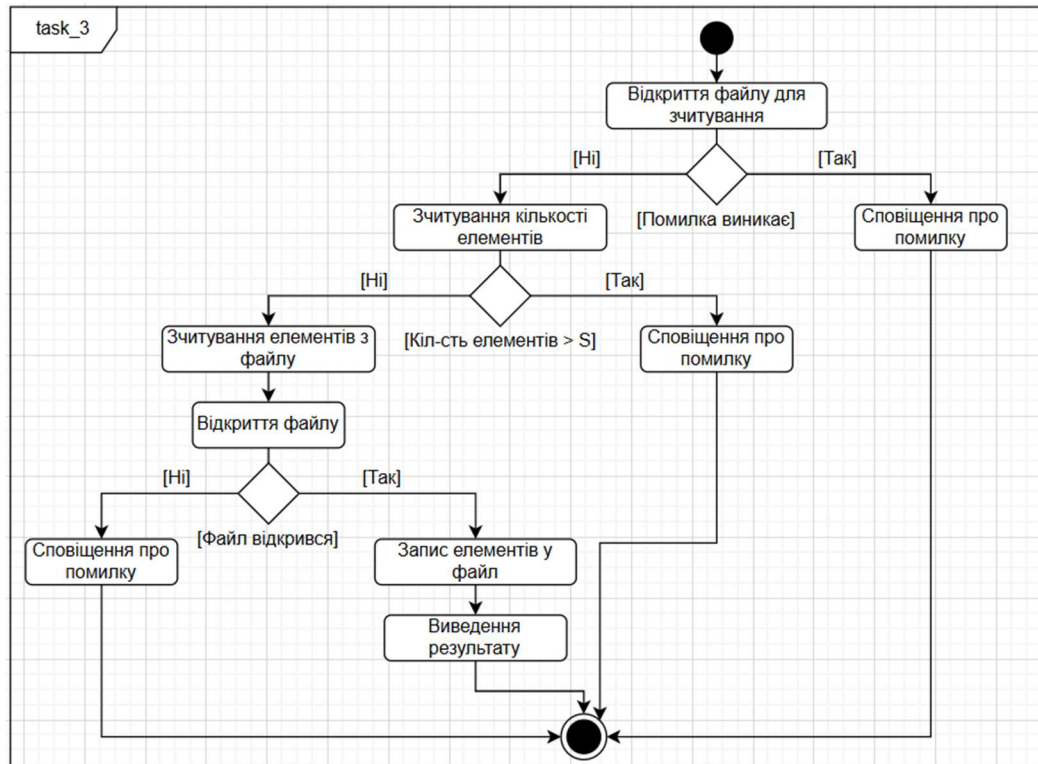 task_3
Відкриття файлу для
зчитування
[Ні]
[Так]
[Помилка виникає]
Зчитування кількості
елементів
Сповіщення про
помилку
[Ні]
[Так]
[Кіл-сть елементів > S]
Зчитування елементів з
файлу
Сповіщення про
помилку
Відкриття файлу
[Ні]
[Так]
[Файл відкрився]
Сповіщення про
помилку
Запис елементів у
файл
Виведення
результату